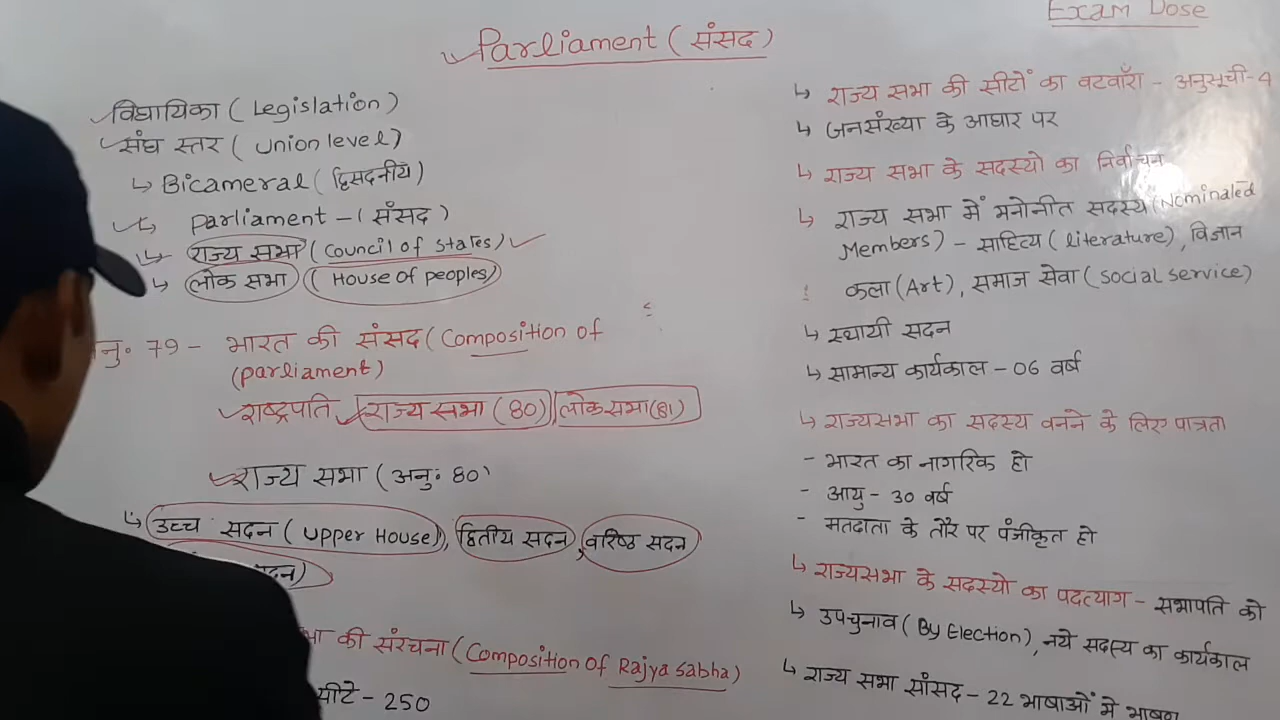 Exam Dose
Parliament (संसद)
विधायिका (Legislation)
संघ स्तर (Union level)
↳ Bicameral (द्विसदनीय)
↳ Parliament - (संसद)
↳ राज्य सभा (Council of States)
↳ लोक सभा (House of peoples)
नु॰ 79 - भारत की संसद (Composition of
(parliament)
राष्ट्रपति राज्य सभा (80) लोकसभा (81)
राज्य सभा (अनु॰ 80)
↳ उच्च सदन (Upper House), द्वितीय सदन, वरिष्ठ सदन
सदन)
भा की संरचना (Composition of Rajya sabha)
सीटे - 250
↳ राज्य सभा की सीटों का बटवाँरा - अनुसूची-4
↳ जनसंख्या के आधार पर
↳ राज्य सभा के सदस्यो का निर्वाचन
↳ राज्य सभा में मनोनीत सदस्य (Nominated
Members) - साहित्य (literature), विज्ञान
कला (Art), समाज सेवा (Social service)
↳ स्थायी सदन
↳ सामान्य कार्यकाल - 06 वर्ष
↳ राज्यसभा का सदस्य बनने के लिए पात्रता
- भारत का नागरिक हो
- आयु - 30 वर्ष
- मतदाता के तौर पर पंजीकृत हो
↳ राज्यसभा के सदस्यो का पदत्याग - सभापति को
↳ उपचुनाव (By Election), नये सदस्य का कार्यकाल
↳ राज्य सभा सांसद - 22 भाषाओं मे भाषण